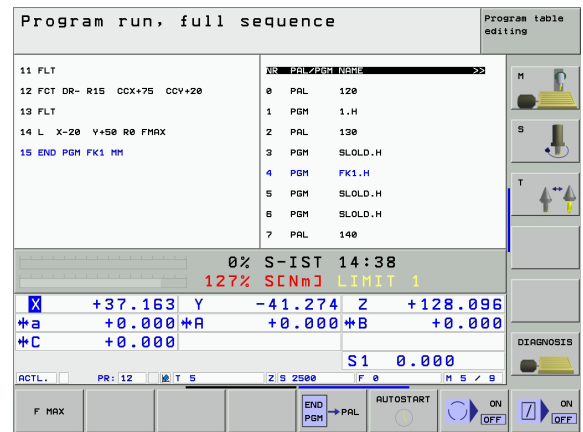 Program run, full sequence
Program table
editing
11 FLT
12 FCT DR- R15 CCX+75 CCY+20
13 FLT
14 L X-20 Y+50 R0 FMAX
15 END PGM FK1 MM
NR PAL/PGM NAME >>
0 PAL 120
1 PGM 1.H
2 PAL 130
3 PGM SLOLD.H
4 PGM FK1.H
5 PGM SLOLD.H
6 PGM SLOLD.H
7 PAL 140
M
S
T
DIAGNOSIS
0% S-IST 14:38
127% S[Nm] LIMIT 1
X +37.163 Y -41.274 Z +128.096
a +0.000 A +0.000 B +0.000
C +0.000
S1 0.000
ACTL. PR: 12 T 5 Z S 2500 F 0 M 5 / 9
F MAX
END
PGM → PAL
AUTOSTART
ON
OFF
ON
OFF